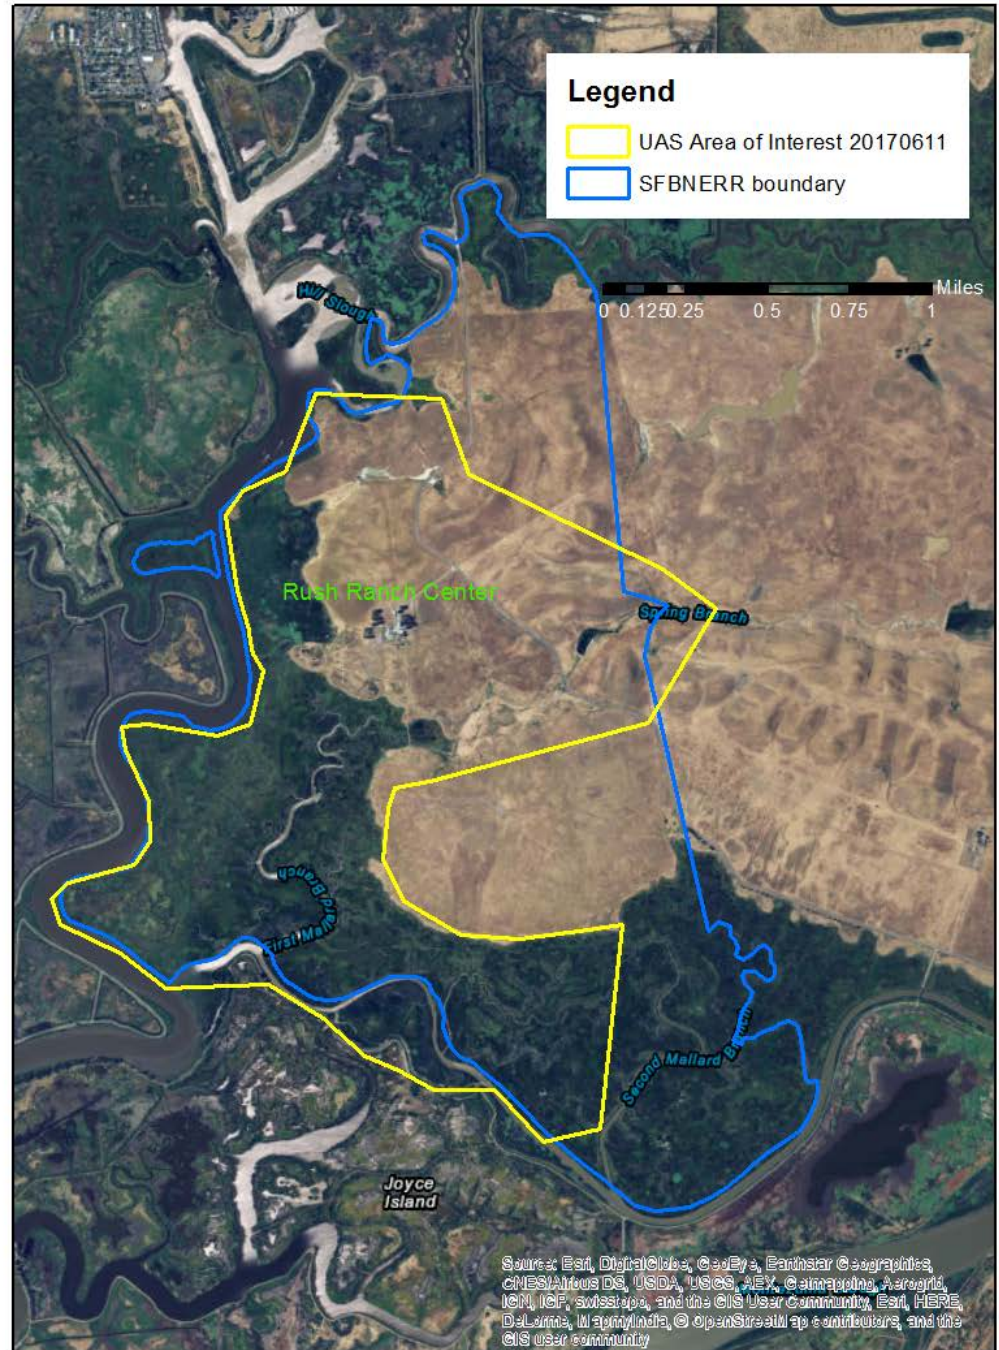 Legend
UAS Area of Interest 20170611
SFBNERR boundary
Hill Slough
Miles
0 0.125 0.25 0.5 0.75 1
Rush Ranch Center
Spring Branch
First Mallard Branch
Second Mallard Branch
Joyce
Island
Source: Esri, DigitalGlobe, GeoEye, Earthstar Geographics,
CNES/Airbus DS, USDA, USGS, AEX, Getmapping, Aerogrid,
IGN, IGP, swisstopo, and the GIS User Community, Esri, HERE,
DeLorme, MapmyIndia, © OpenStreetMap contributors, and the
GIS user community